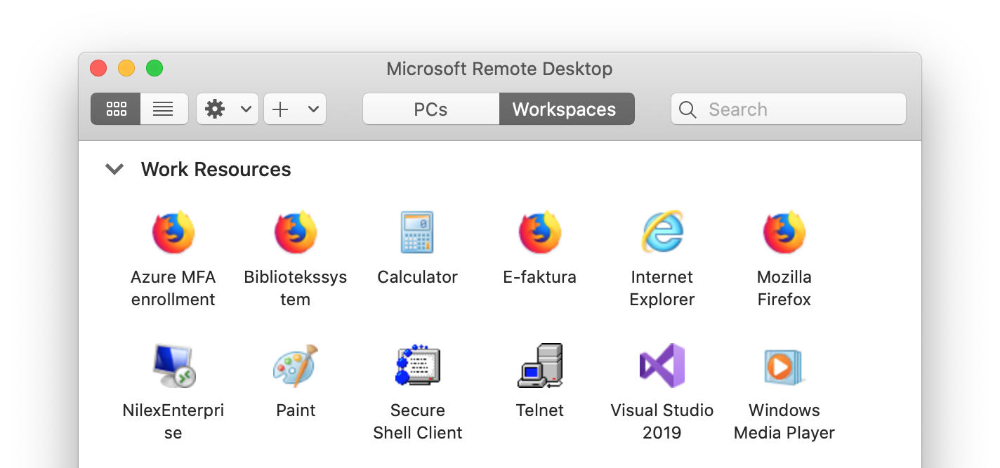 Microsoft Remote Desktop
PCs
Workspaces
Search
Work Resources
Azure MFA
enrollment
Bibliotekssys
tem
Calculator
E-faktura
Internet
Explorer
Mozilla
Firefox
NilexEnterpri
se
Paint
Secure
Shell Client
Telnet
Visual Studio
2019
Windows
Media Player